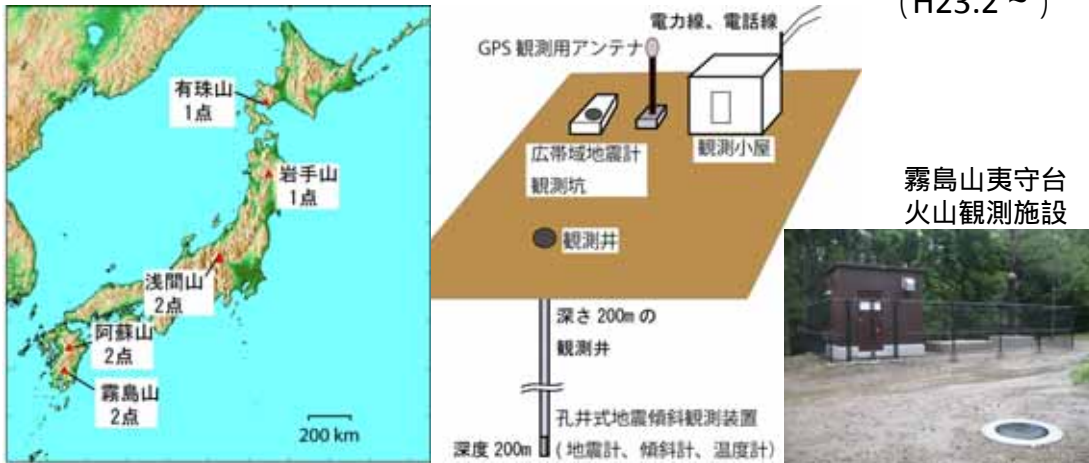 （H23.2～）
有珠山
1点
岩手山
1点
浅間山
2点
阿蘇山
2点
霧島山
2点
200 km
電力線、電話線
GPS 観測用アンテナ
広帯域地震計
観測坑
観測小屋
観測井
深さ 200m の
観測井
孔井式地震傾斜観測装置
深度 200m
(地震計、傾斜計、温度計)
霧島山夷守台
火山観測施設